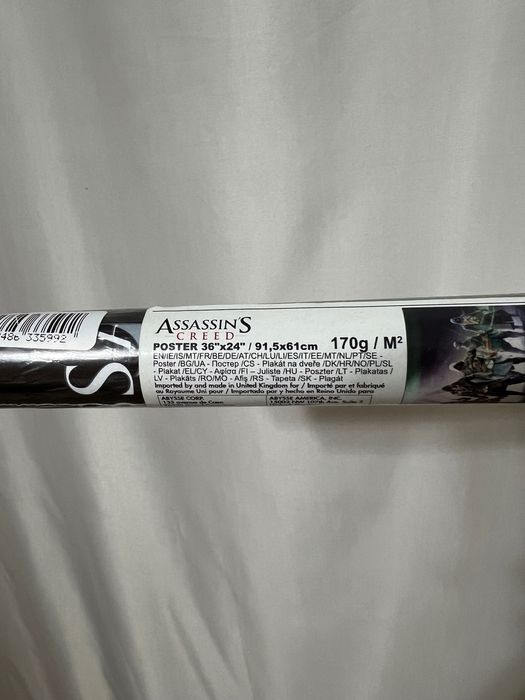 ASSASSIN'S
CREED
POSTER 36"x24" / 91,5x61cm 170g / M²
EN/IE/IS/MT/FR/BE/DE/AT/CH/LU/LI/ES/IT/EE/MT/NL/PT/SE -
Poster /BG/UA - Постер /CS - Plakát na dveře /DK/HR/NO/PL/SL
- Plakat /EL/CY - Αφίσα /FI – Juliste /HU - Poszter /LT - Plakatas /
LV - Plakāts /RO/MO - Afiş /RS - Tapeta /SK - Plagát
Imported by and made in United Kingdom for / Importé par et fabriqué
au Royaume Uni pour / Importado par y hecho en Reino Unido para
ABYSSE CORP.
ABYSSE AMERICA, INC.
335992